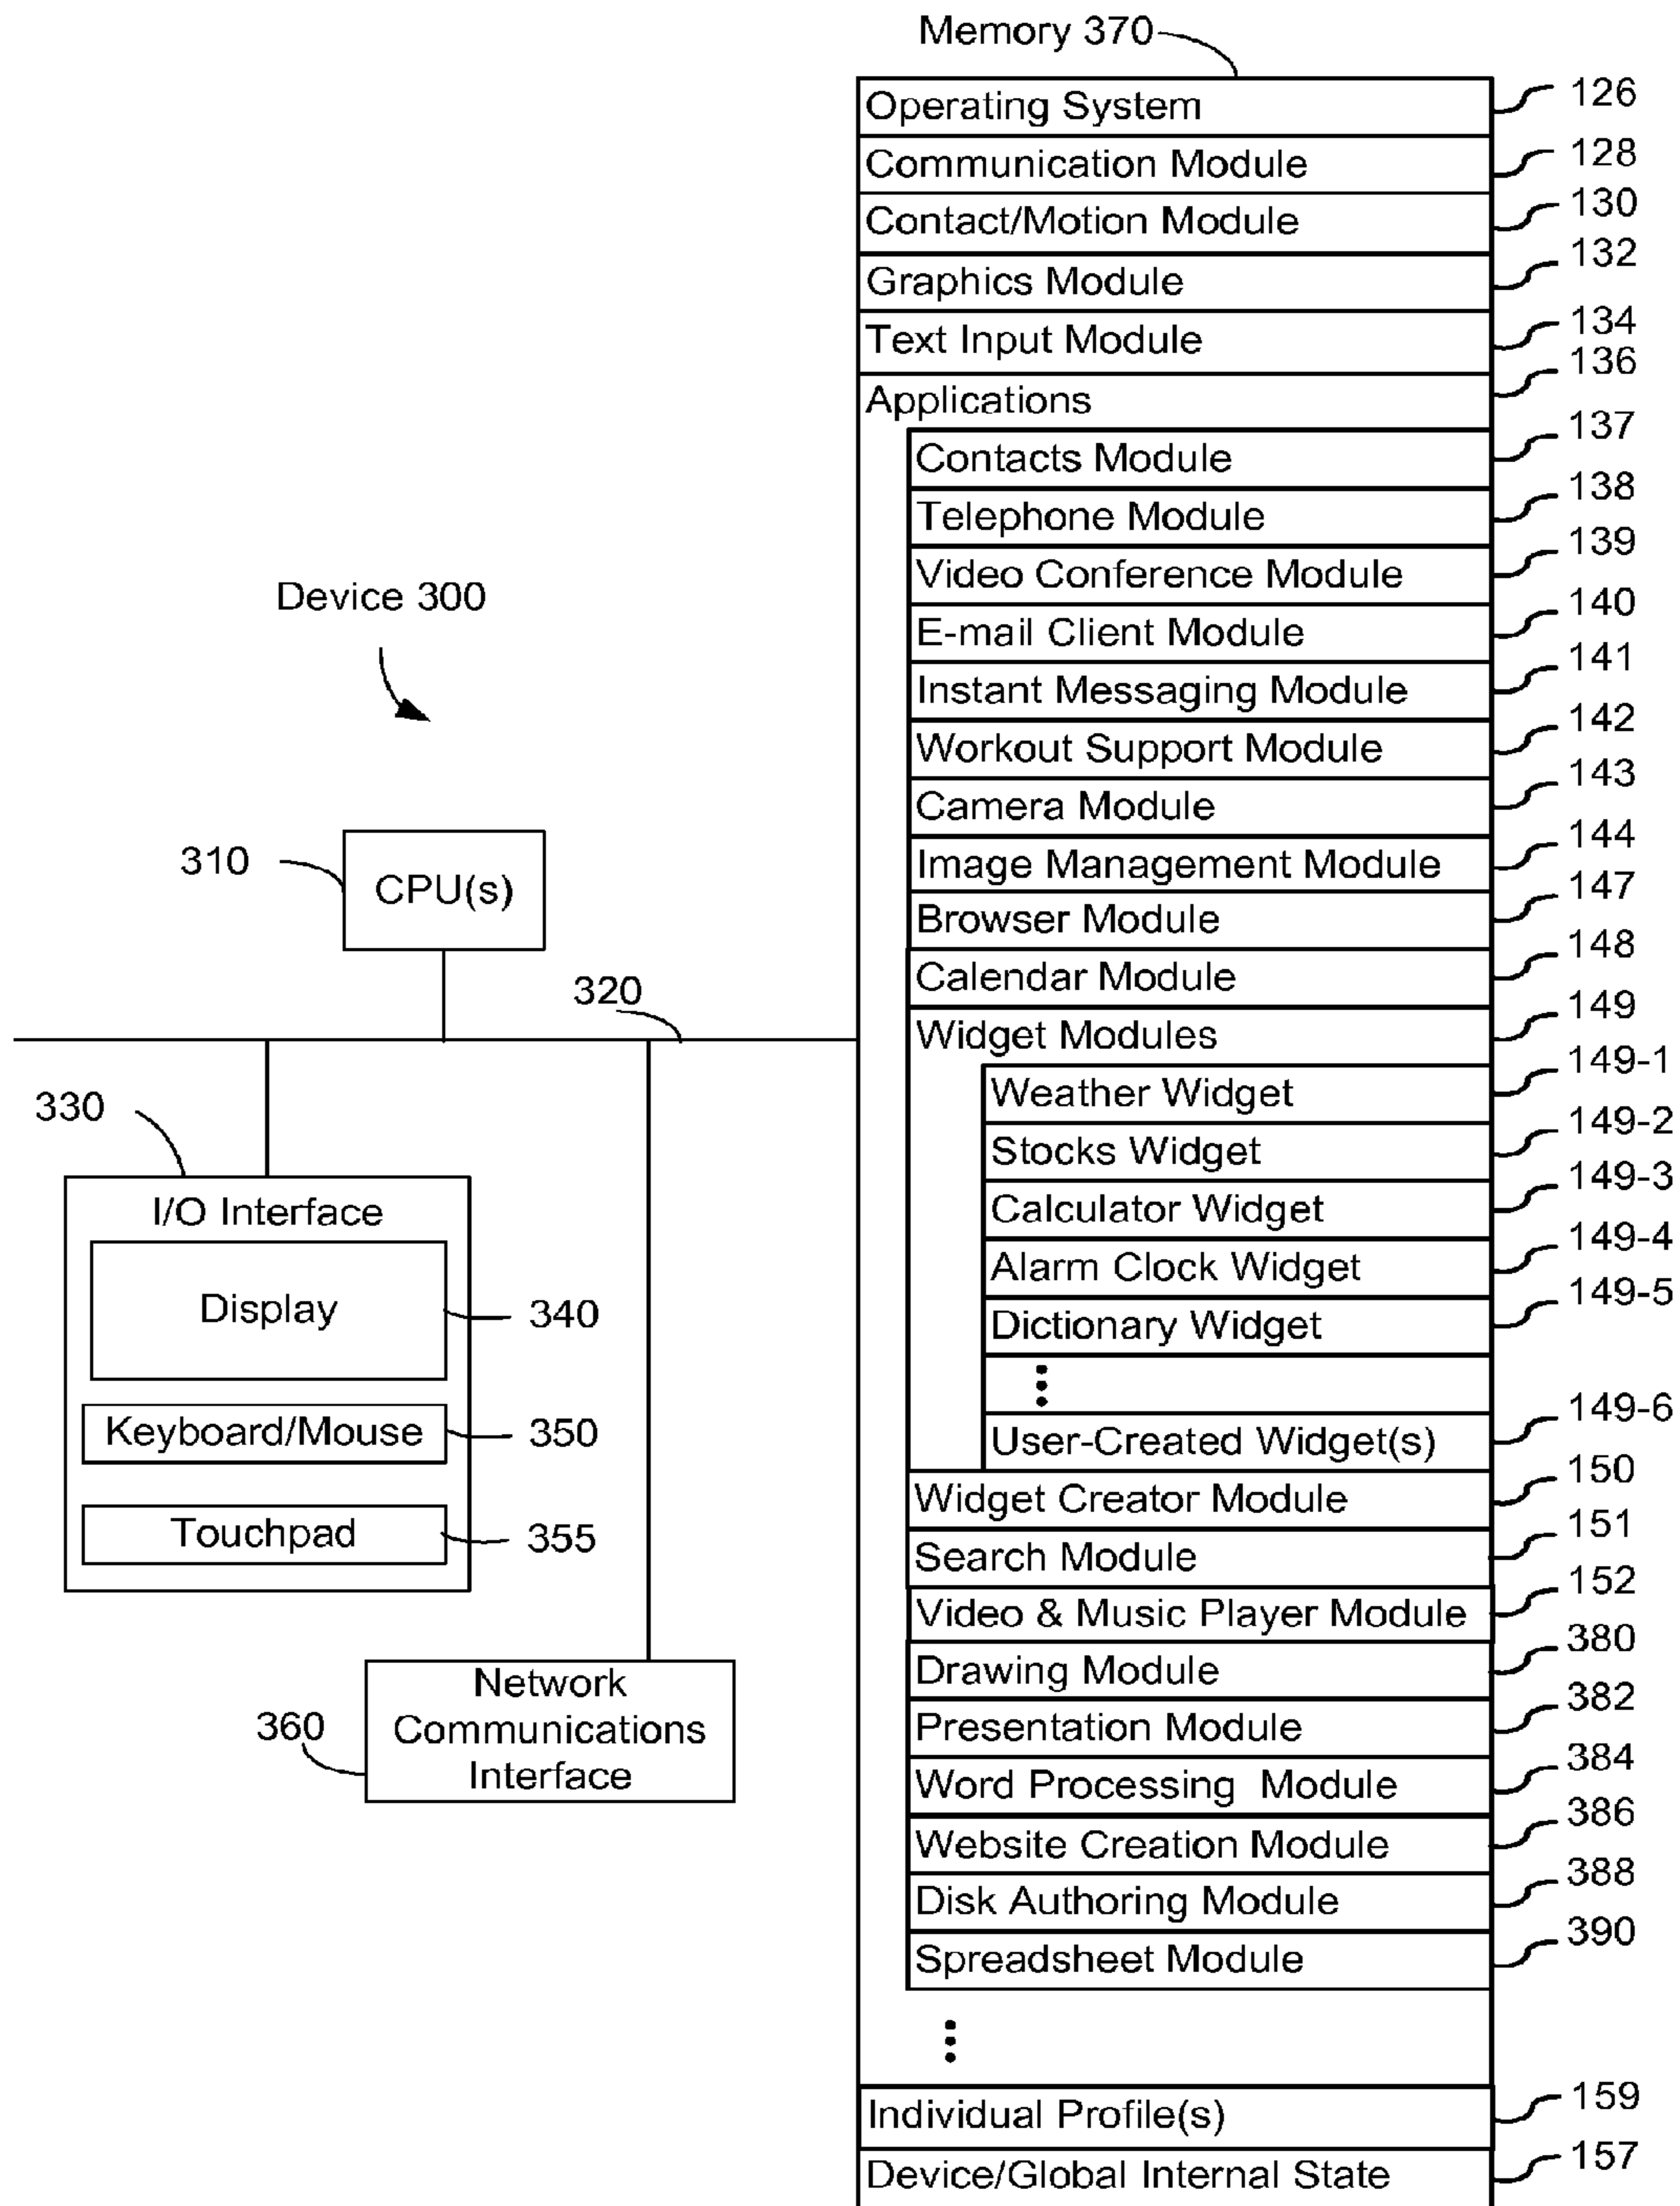 Memory 370
Operating System 126
Communication Module 128
Contact/Motion Module 130
Graphics Module 132
Text Input Module 134
Applications 136
Contacts Module 137
Telephone Module 138
Video Conference Module 139
E-mail Client Module 140
Instant Messaging Module 141
Workout Support Module 142
Camera Module 143
Image Management Module 144
Browser Module 147
Calendar Module 148
Widget Modules 149
Weather Widget 149-1
Stocks Widget 149-2
Calculator Widget 149-3
Alarm Clock Widget 149-4
Dictionary Widget 149-5
User-Created Widget(s) 149-6
Widget Creator Module 150
Search Module 151
Video & Music Player Module 152
Drawing Module 380
Presentation Module 382
Word Processing Module 384
Website Creation Module 386
Disk Authoring Module 388
Spreadsheet Module 390
Individual Profile(s) 159
Device/Global Internal State 157
Device 300
310
CPU(s)
320
330
I/O Interface
Display 340
Keyboard/Mouse 350
Touchpad 355
360
Network
Communications
Interface